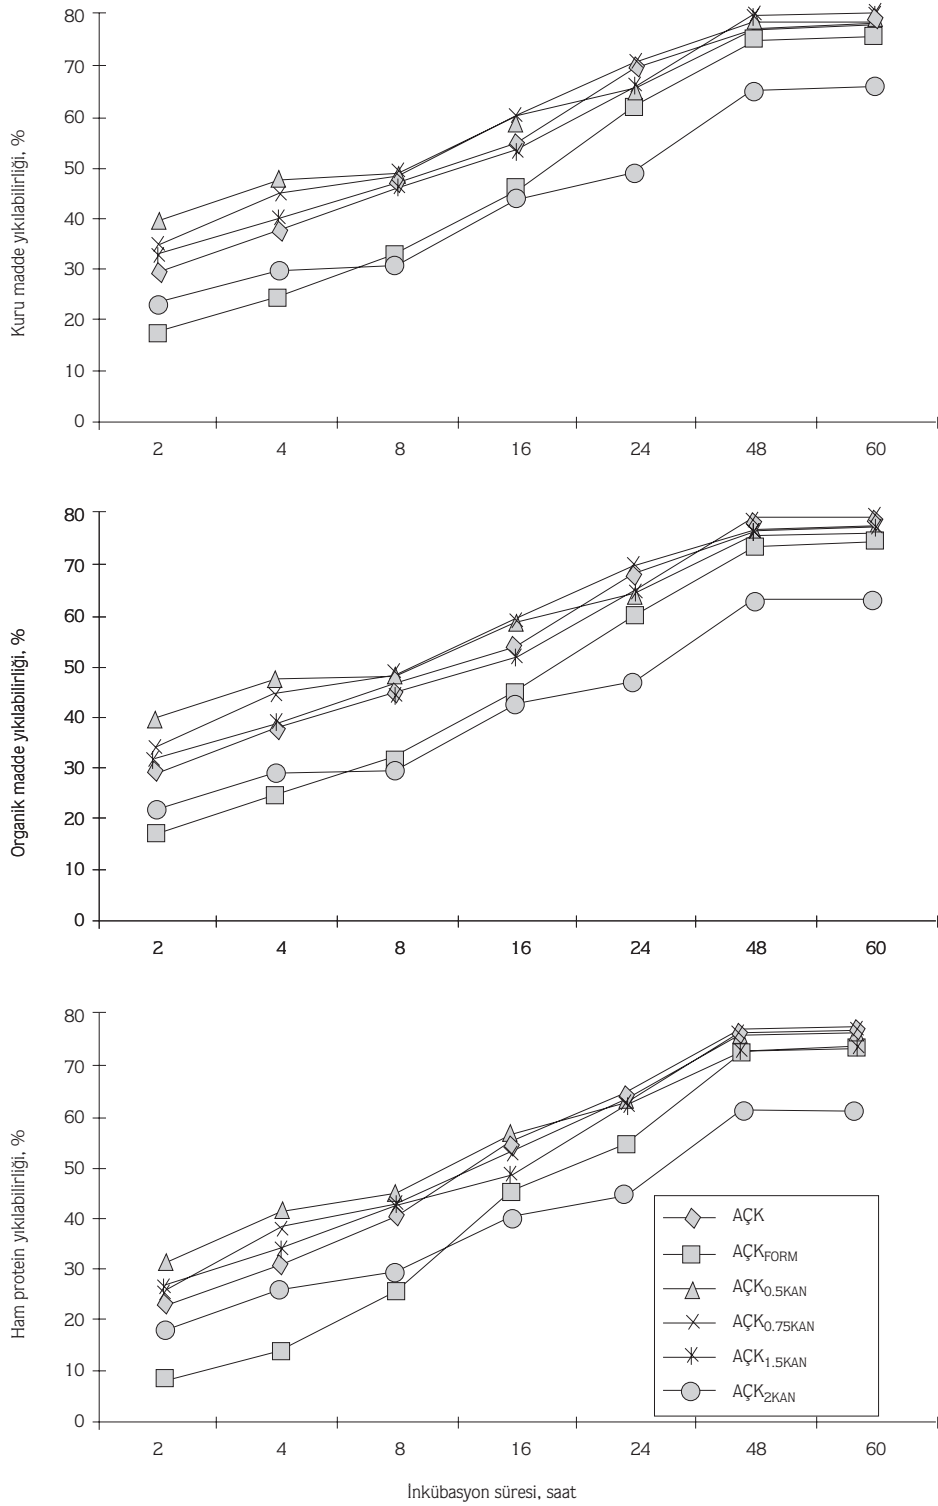 Kuru madde yıkılabilirliği, %
80
70
60
50
40
30
20
10
0
2 4 8 16 24 48 60
Organik madde yıkılabilirliği, %
80
70
60
50
40
30
20
10
0
2 4 8 16 24 48 60
Ham protein yıkılabilirliği, %
80
70
60
50
40
30
20
10
0
AÇK
AÇKFORM
AÇK0.5KAN
AÇK0.75KAN
AÇK1.5KAN
AÇK2KAN
2 4 8 16 24 48 60
İnkübasyon süresi, saat